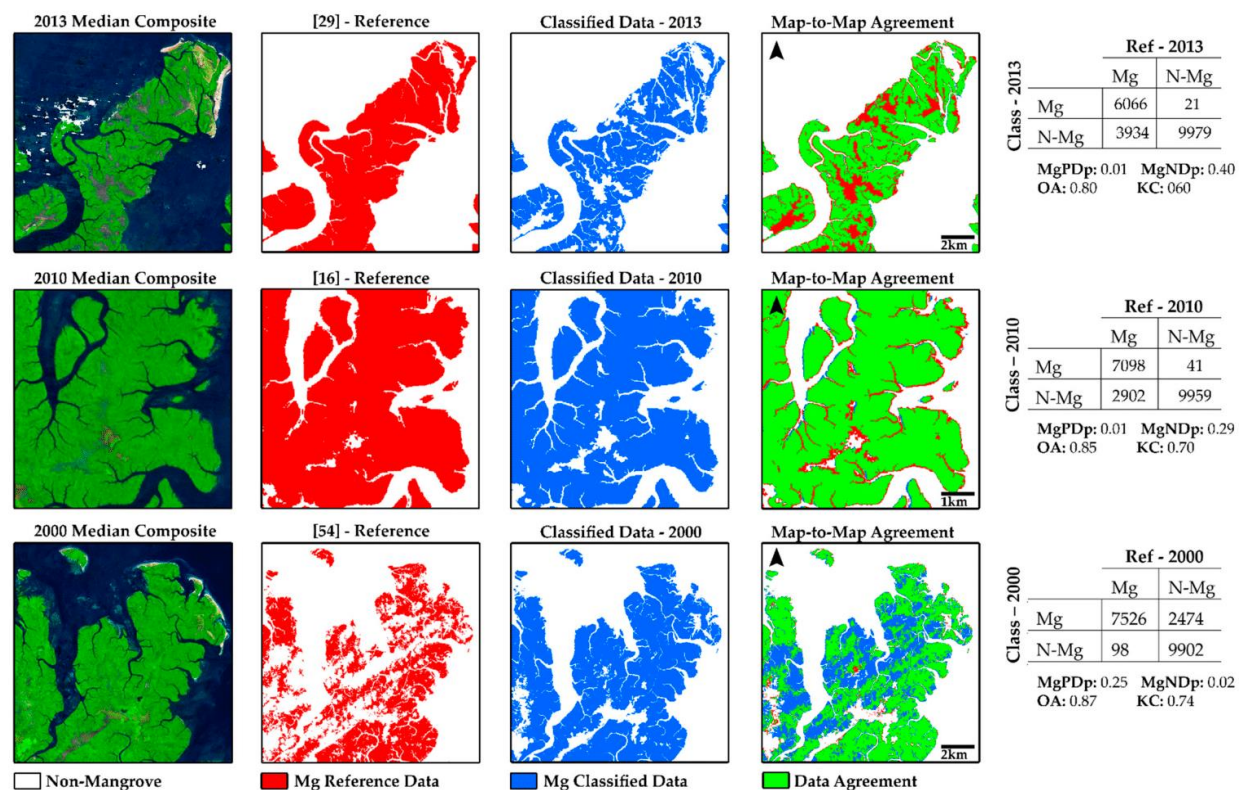 2013 Median Composite
[29] - Reference
Classified Data - 2013
Map-to-Map Agreement
2km
Ref - 2013
Class - 2013
Mg N-Mg
Mg 6066 21
N-Mg 3934 9979
MgPDp: 0.01 MgNDp: 0.40
OA: 0.80 KC: 060
2010 Median Composite
[16] - Reference
Classified Data - 2010
Map-to-Map Agreement
1km
Ref - 2010
Class – 2010
Mg N-Mg
Mg 7098 41
N-Mg 2902 9959
MgPDp: 0.01 MgNDp: 0.29
OA: 0.85 KC: 0.70
2000 Median Composite
[54] - Reference
Classified Data - 2000
Map-to-Map Agreement
2km
Ref - 2000
Class – 2000
Mg N-Mg
Mg 7526 2474
N-Mg 98 9902
MgPDp: 0.25 MgNDp: 0.02
OA: 0.87 KC: 0.74
Non-Mangrove
Mg Reference Data
Mg Classified Data
Data Agreement